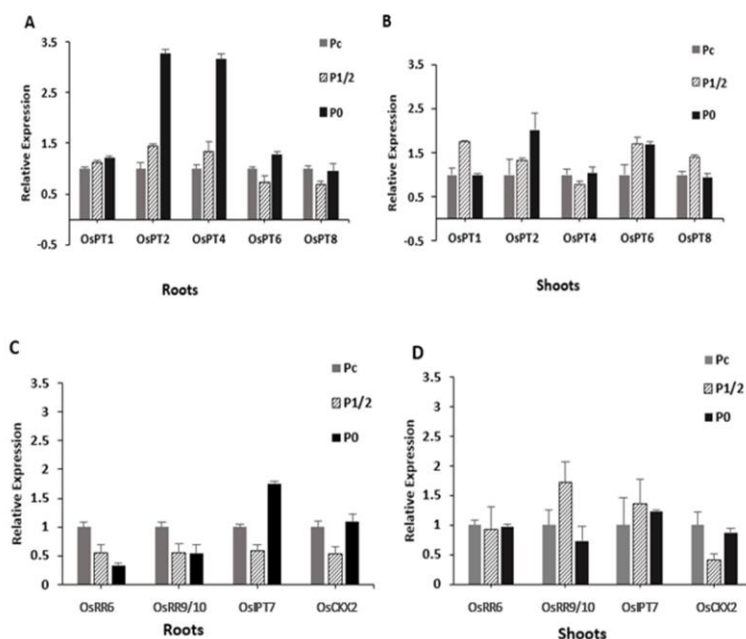 A
Relative Expression
3.5
2.5
1.5
0.5
-0.5
Pc
P1/2
P0
OsPT1 OsPT2 OsPT4 OsPT6 OsPT8
Roots
B
Relative Expression
3.5
2.5
1.5
0.5
-0.5
Pc
P1/2
P0
OsPT1 OsPT2 OsPT4 OsPT6 OsPT8
Shoots
C
Relative Expression
3.5
3
2.5
2
1.5
1
0.5
0
Pc
P1/2
P0
OsRR6 OsRR9/10 OsIPT7 OsCKX2
Roots
D
Relative Expression
3.5
3
2.5
2
1.5
1
0.5
0
Pc
P1/2
P0
OsRR6 OsRR9/10 OsIPT7 OsCKX2
Shoots